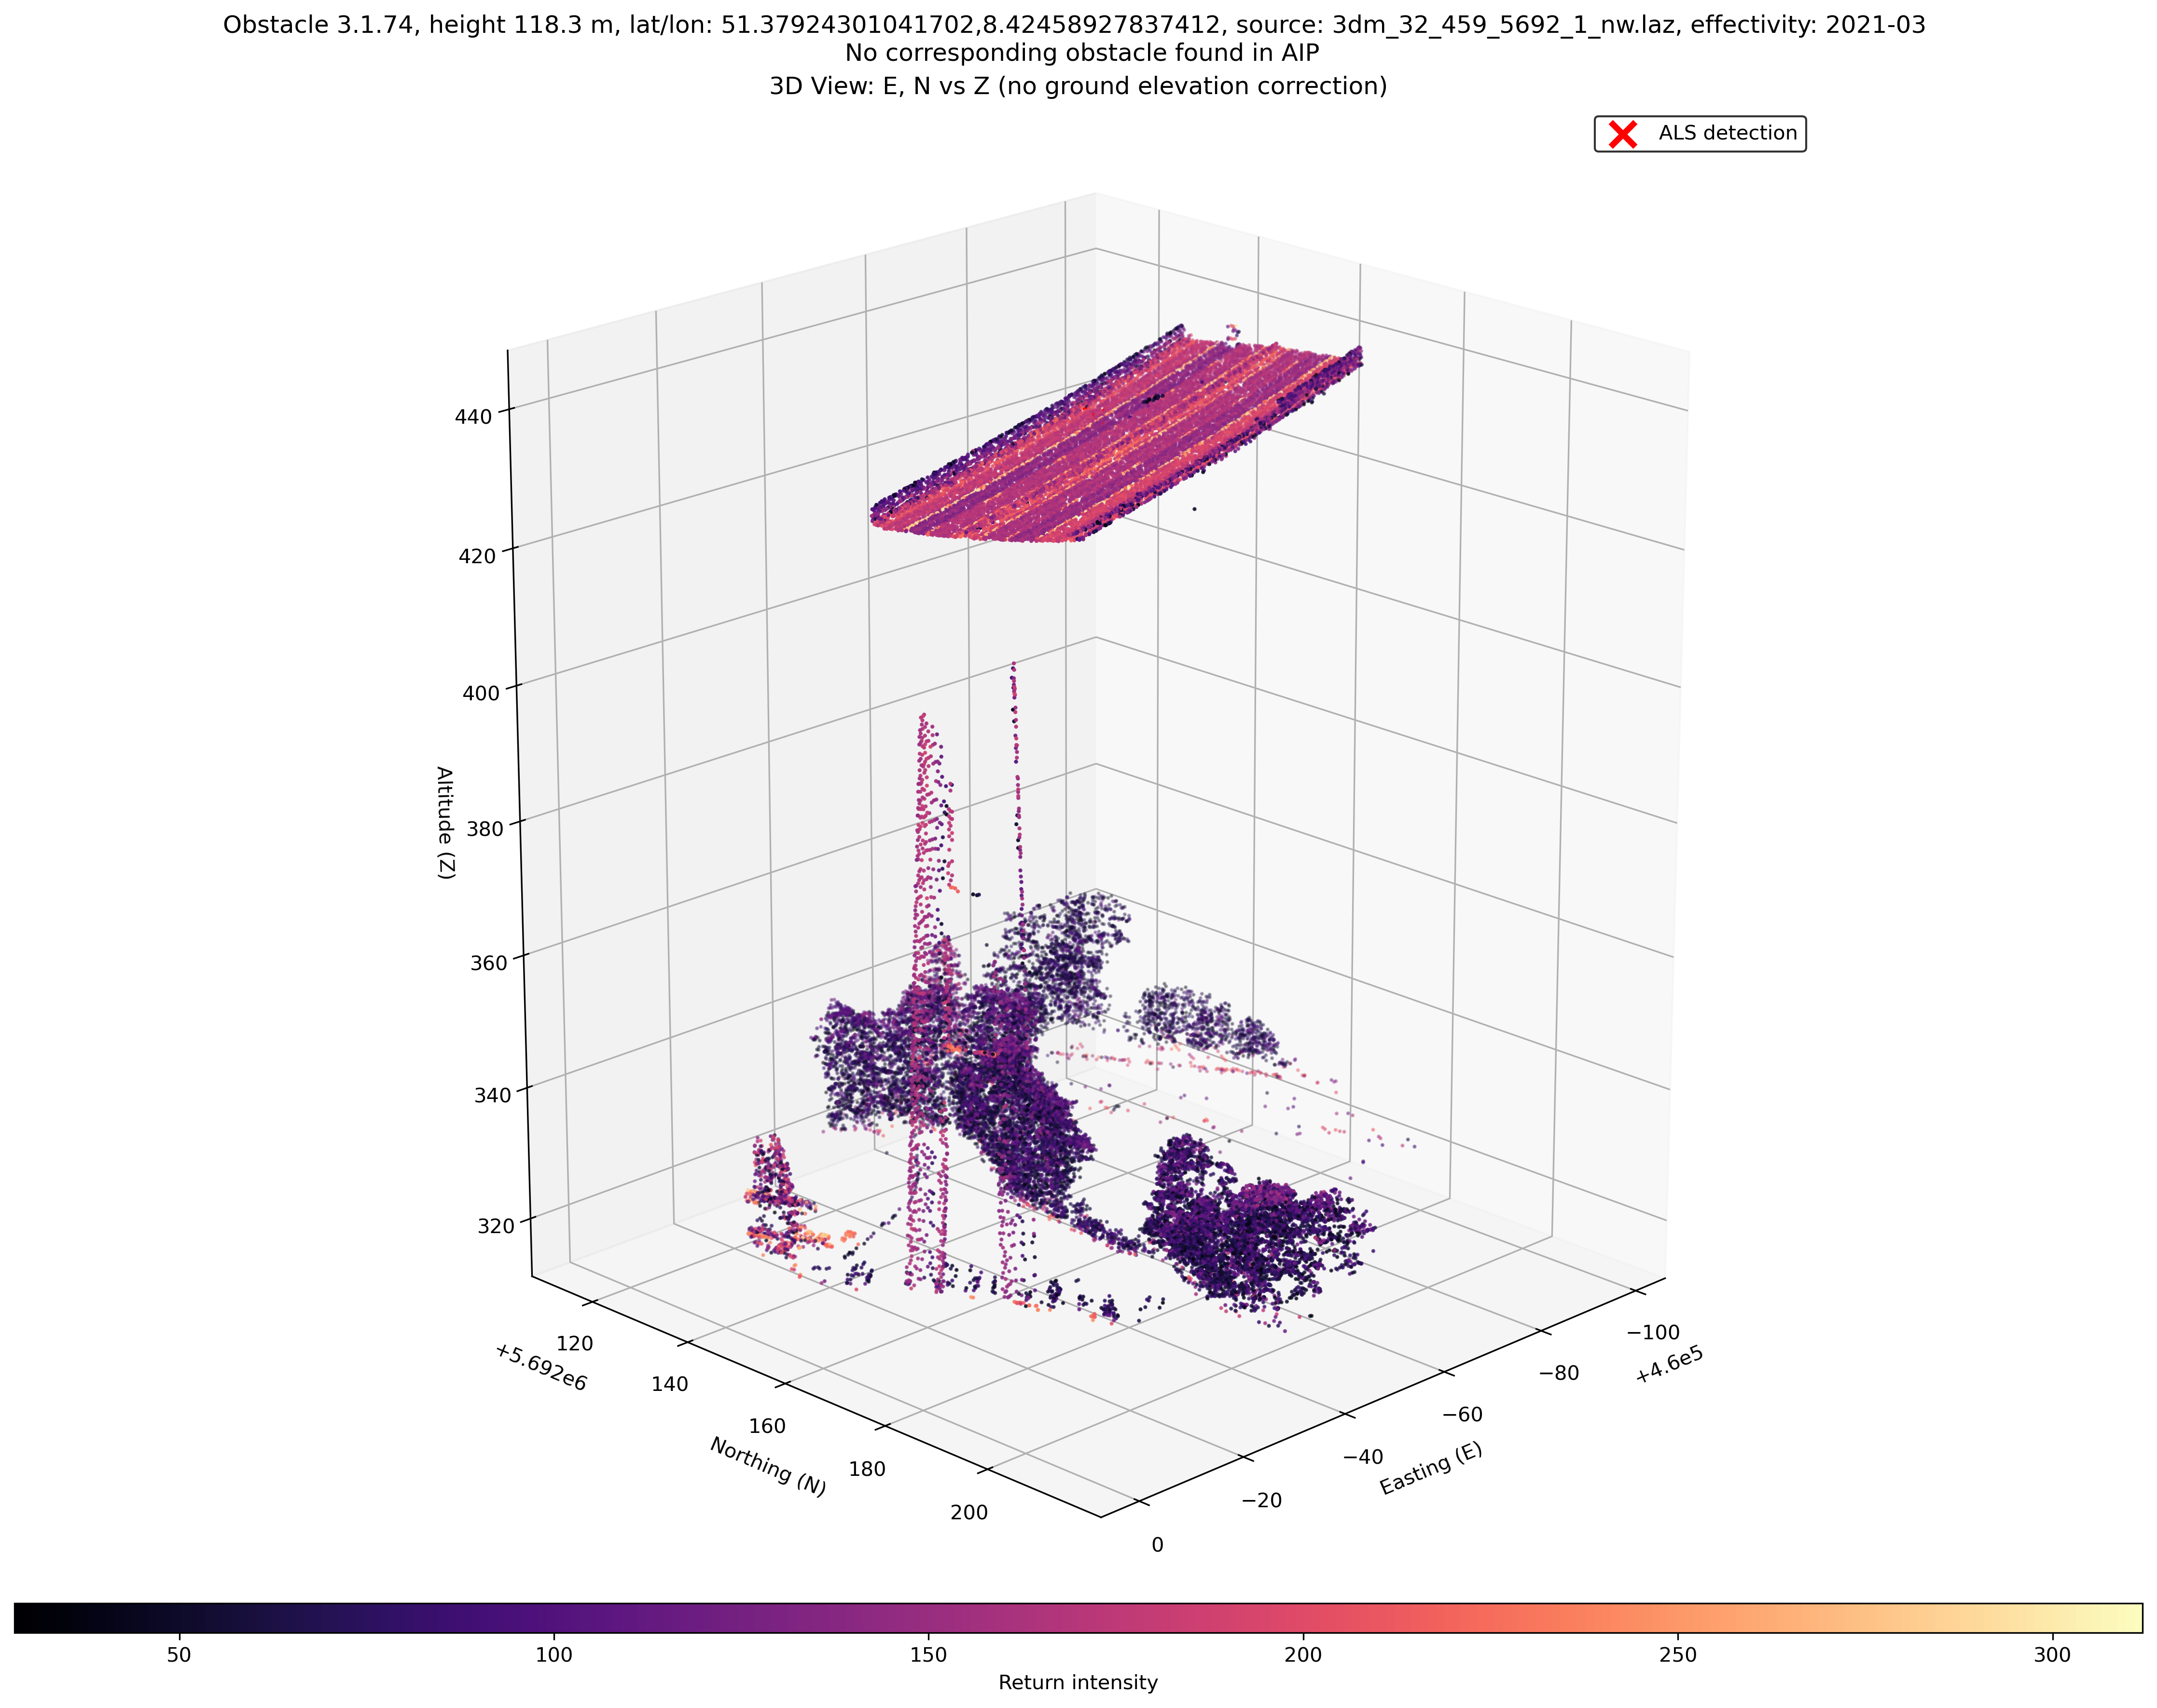 Obstacle 3.1.74, height 118.3 m, lat/lon: 51.37924301041702,8.42458927837412, source: 3dm_32_459_5692_1_nw.laz, effectivity: 2021-03
No corresponding obstacle found in AIP
3D View: E, N vs Z (no ground elevation correction)
ALS detection
440
420
400
380
360
340
320
Altitude (Z)
120
140
160
180
200
+5.692e6
Northing (N)
−100
−80
−60
−40
−20
0
+4.6e5
Easting (E)
50
100
150
200
250
300
Return intensity